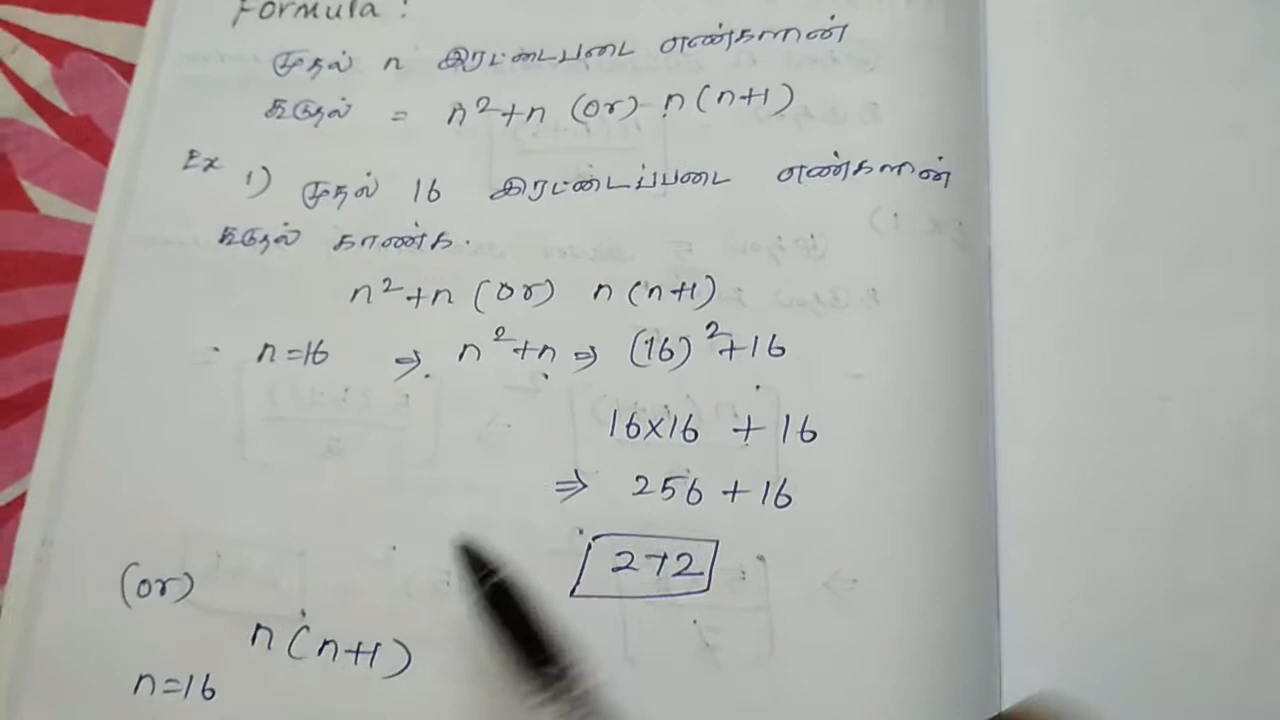 Formula :
முதல் n இரட்டைபடை எண்களான்
கூடுதல் = n²+n (or) n(n+1)
Ex 1) முதல் 16 இரட்டைப்படை எண்களான்
கூடுதல் காண்க.
n²+n (or) n(n+1)
n=16 ⇒ n²+n ⇒ (16)²+16
16×16 + 16
⇒ 256 + 16
272
(or)
n(n+1)
n=16